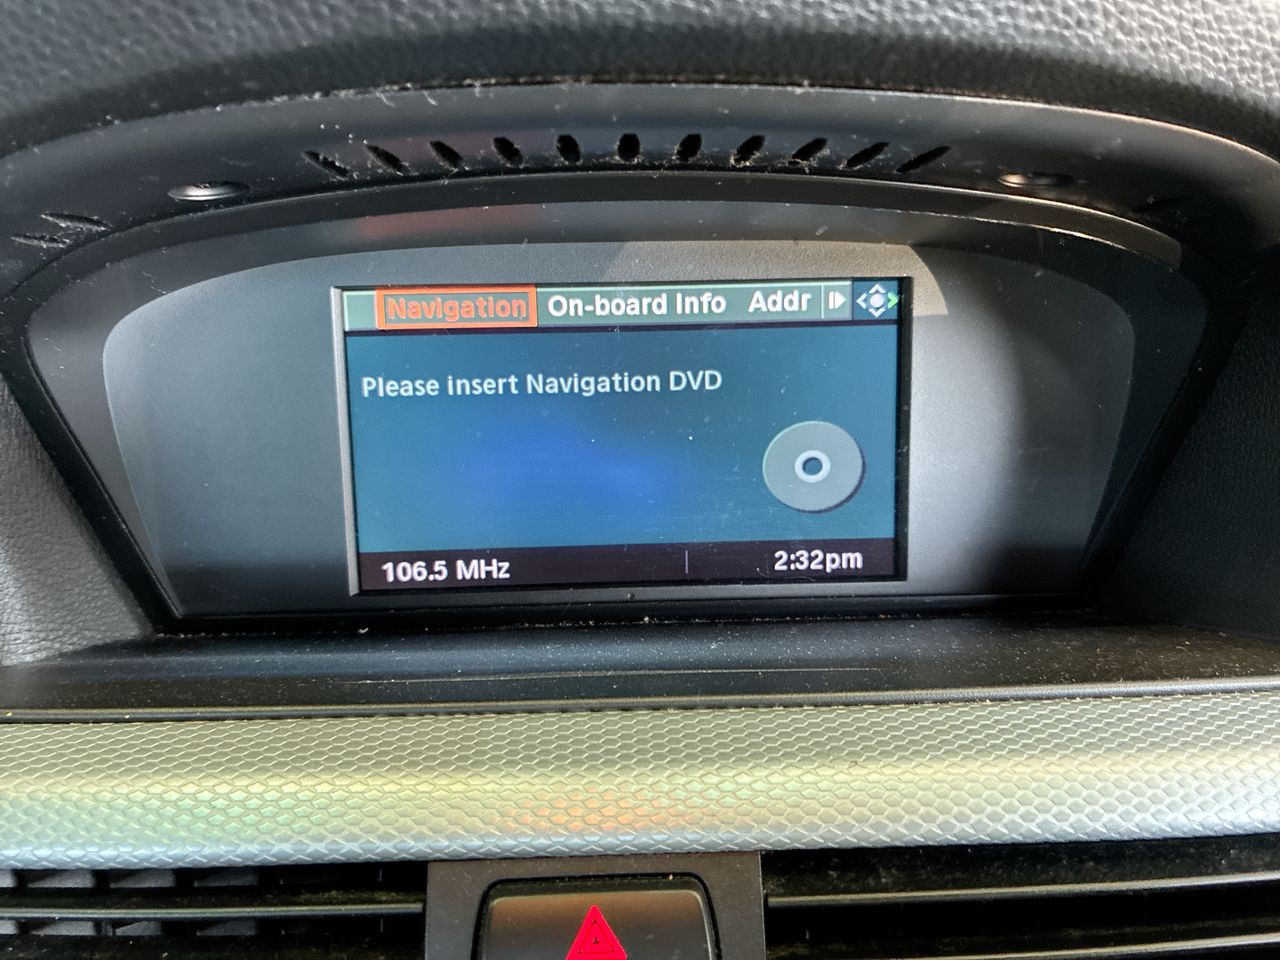 Navigation On-board Info Addr
Please insert Navigation DVD
106.5 MHz 2:32pm